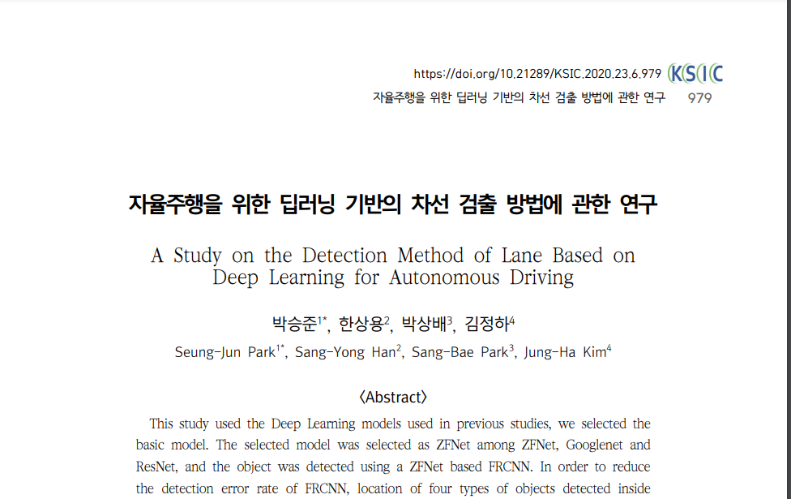 https://doi.org/10.21289/KSIC.2020.23.6.979 KSIC
자율주행을 위한 딥러닝 기반의 차선 검출 방법에 관한 연구 979
자율주행을 위한 딥러닝 기반의 차선 검출 방법에 관한 연구
A Study on the Detection Method of Lane Based on
Deep Learning for Autonomous Driving
박승준1*, 한상용2, 박상배3, 김정하4
Seung-Jun Park1*, Sang-Yong Han2, Sang-Bae Park3, Jung-Ha Kim4
〈Abstract〉
This study used the Deep Learning models used in previous studies, we selected the
basic model. The selected model was selected as ZFNet among ZFNet, Googlenet and
ResNet, and the object was detected using a ZFNet based FRCNN. In order to reduce
the detection error rate of FRCNN, location of four types of objects detected inside